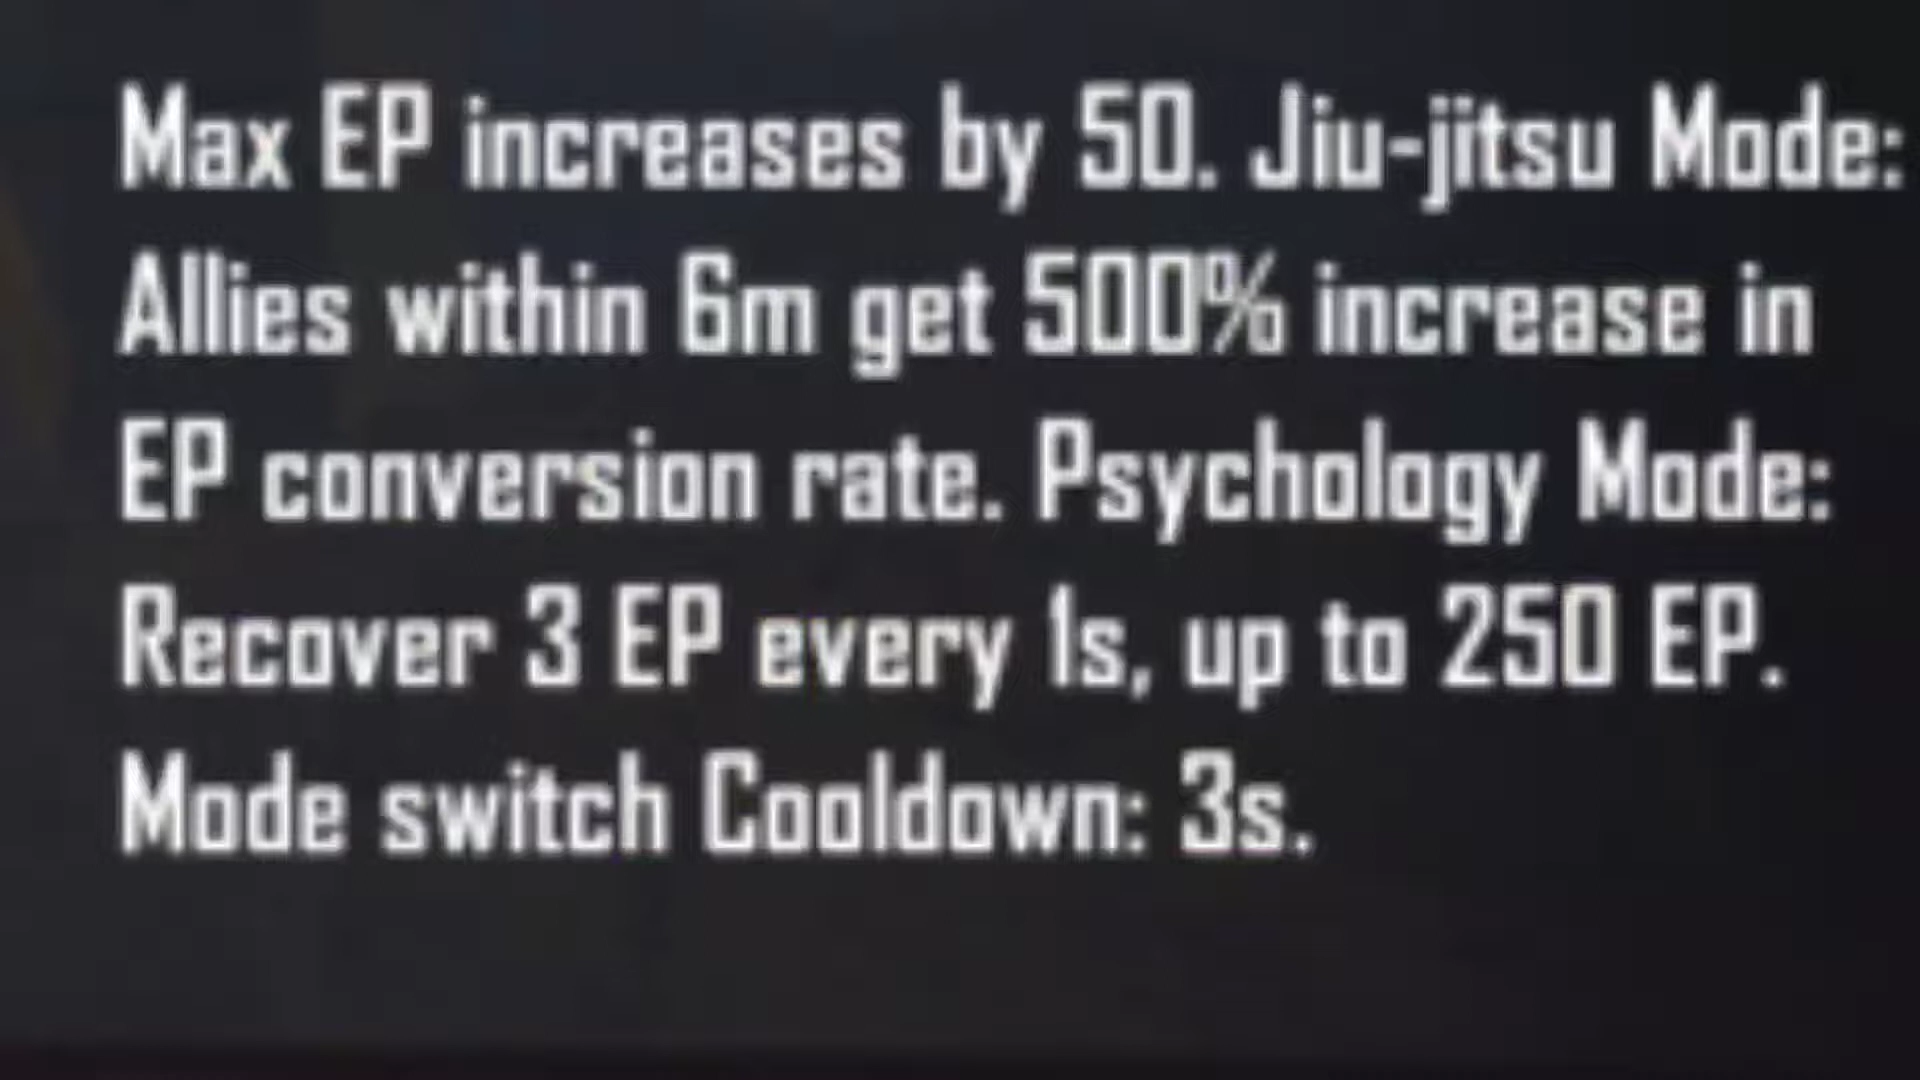 Max EP increases by 50. Jiu-jitsu Mode:
Allies within 6m get 500% increase in
EP conversion rate. Psychology Mode:
Recover 3 EP every 1s, up to 250 EP.
Mode switch Cooldown: 3s.